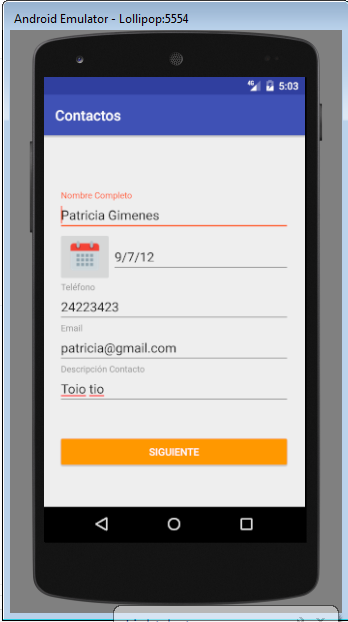 Android Emulator - Lollipop:5554
4G 5:03
Contactos
Nombre Completo
Patricia Gimenes
9/7/12
Teléfono
24223423
Email
patricia@gmail.com
Descripción Contacto
Toio tio
SIGUIENTE